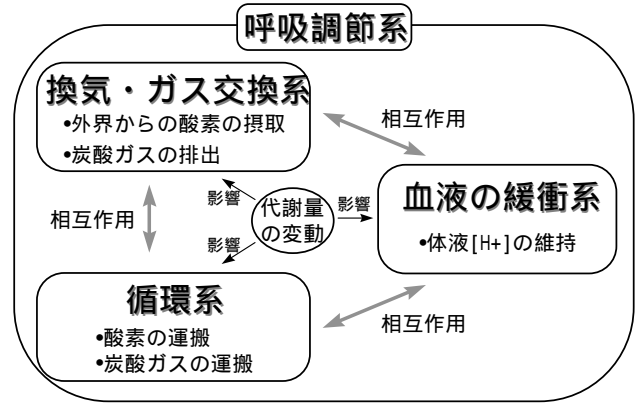 呼吸調節系
換気・ガス交換系
•外界からの酸素の摂取
•炭酸ガスの排出
相互作用
影響
代謝量
の変動
影響
血液の緩衝系
•体液[H+]の維持
相互作用
影響
循環系
•酸素の運搬
•炭酸ガスの運搬
相互作用